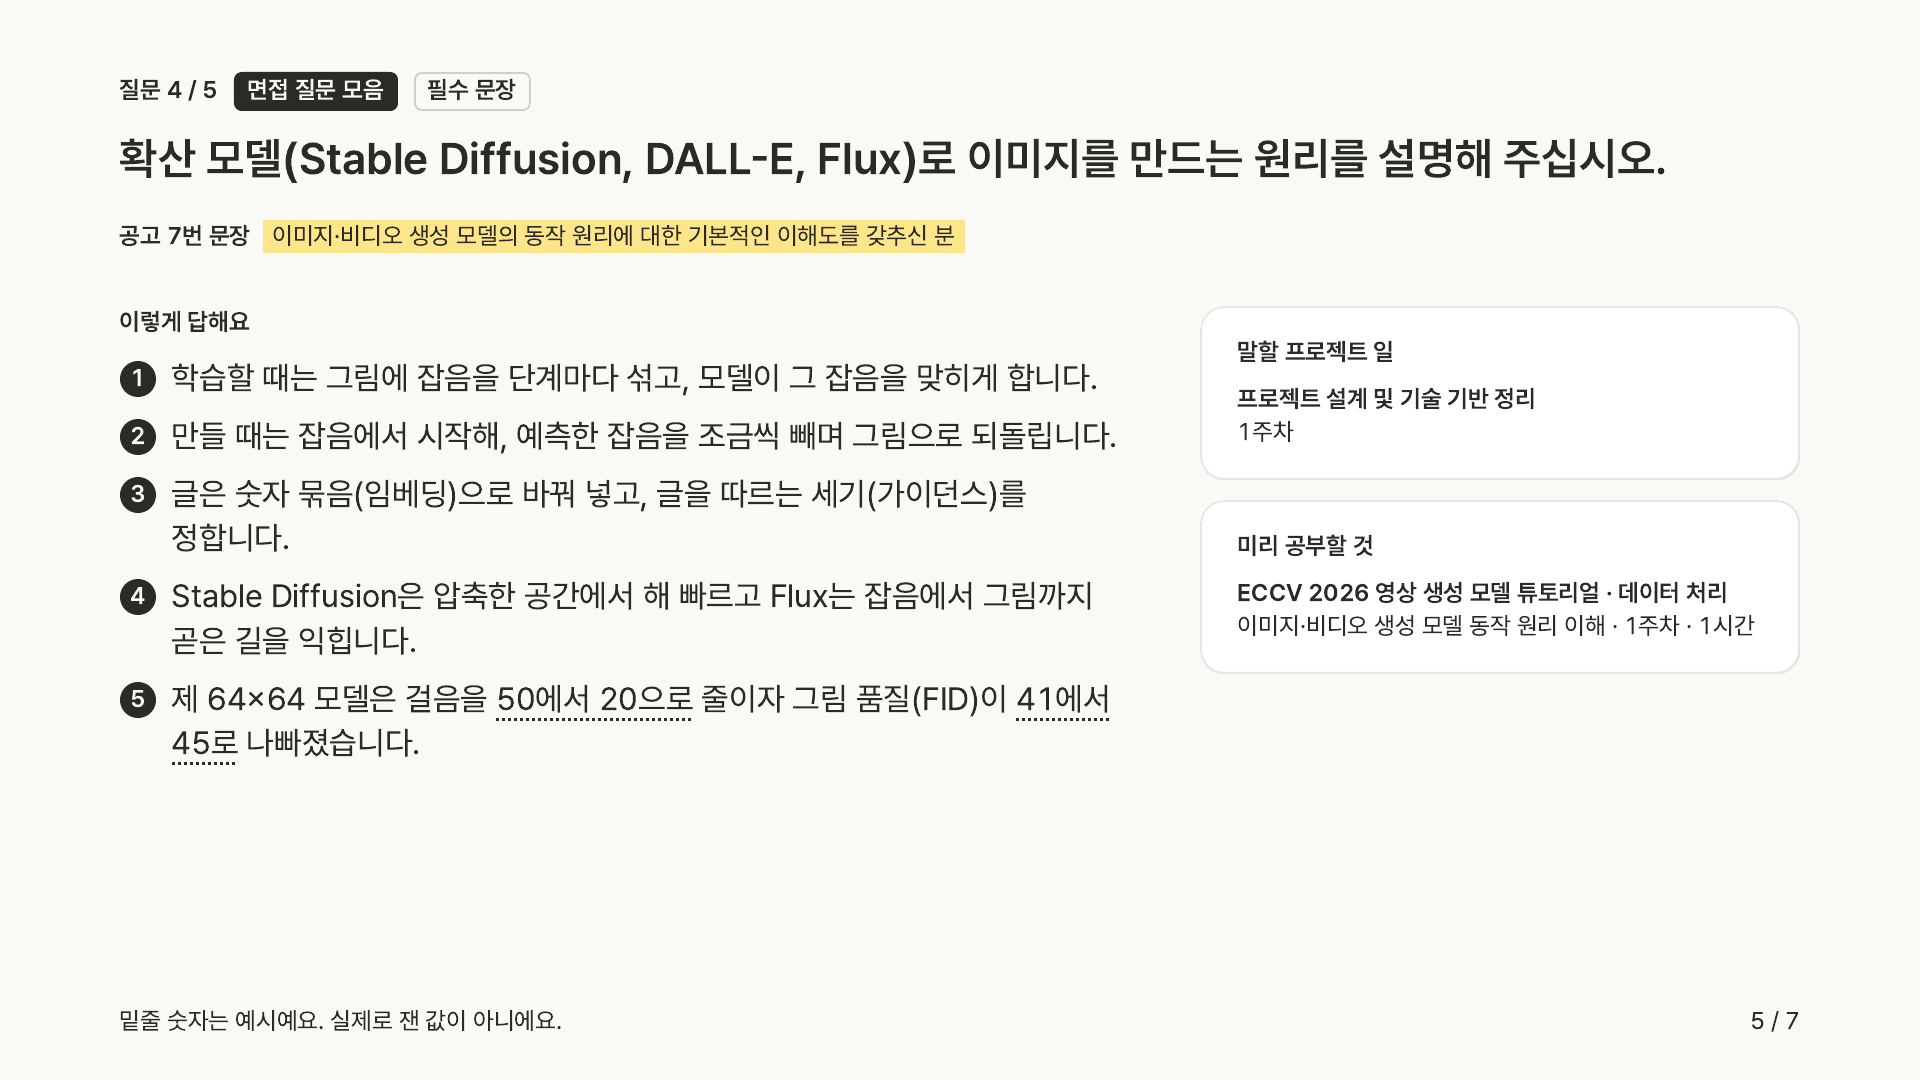 질문 4 / 5 면접 질문 모음 필수 문장
확산 모델(Stable Diffusion, DALL-E, Flux)로 이미지를 만드는 원리를 설명해 주십시오.
공고 7번 문장 이미지·비디오 생성 모델의 동작 원리에 대한 기본적인 이해도를 갖추신 분
이렇게 답해요
1 학습할 때는 그림에 잡음을 단계마다 섞고, 모델이 그 잡음을 맞히게 합니다.
2 만들 때는 잡음에서 시작해, 예측한 잡음을 조금씩 빼며 그림으로 되돌립니다.
3 글은 숫자 묶음(임베딩)으로 바꿔 넣고, 글을 따르는 세기(가이던스)를
정합니다.
4 Stable Diffusion은 압축한 공간에서 해 빠르고 Flux는 잡음에서 그림까지
곧은 길을 익힙니다.
5 제 64×64 모델은 걸음을 50에서 20으로 줄이자 그림 품질(FID)이 41에서
45로 나빠졌습니다.
말할 프로젝트 일
프로젝트 설계 및 기술 기반 정리
1주차
미리 공부할 것
ECCV 2026 영상 생성 모델 튜토리얼 · 데이터 처리
이미지·비디오 생성 모델 동작 원리 이해 · 1주차 · 1시간
밑줄 숫자는 예시예요. 실제로 잰 값이 아니에요.
5 / 7